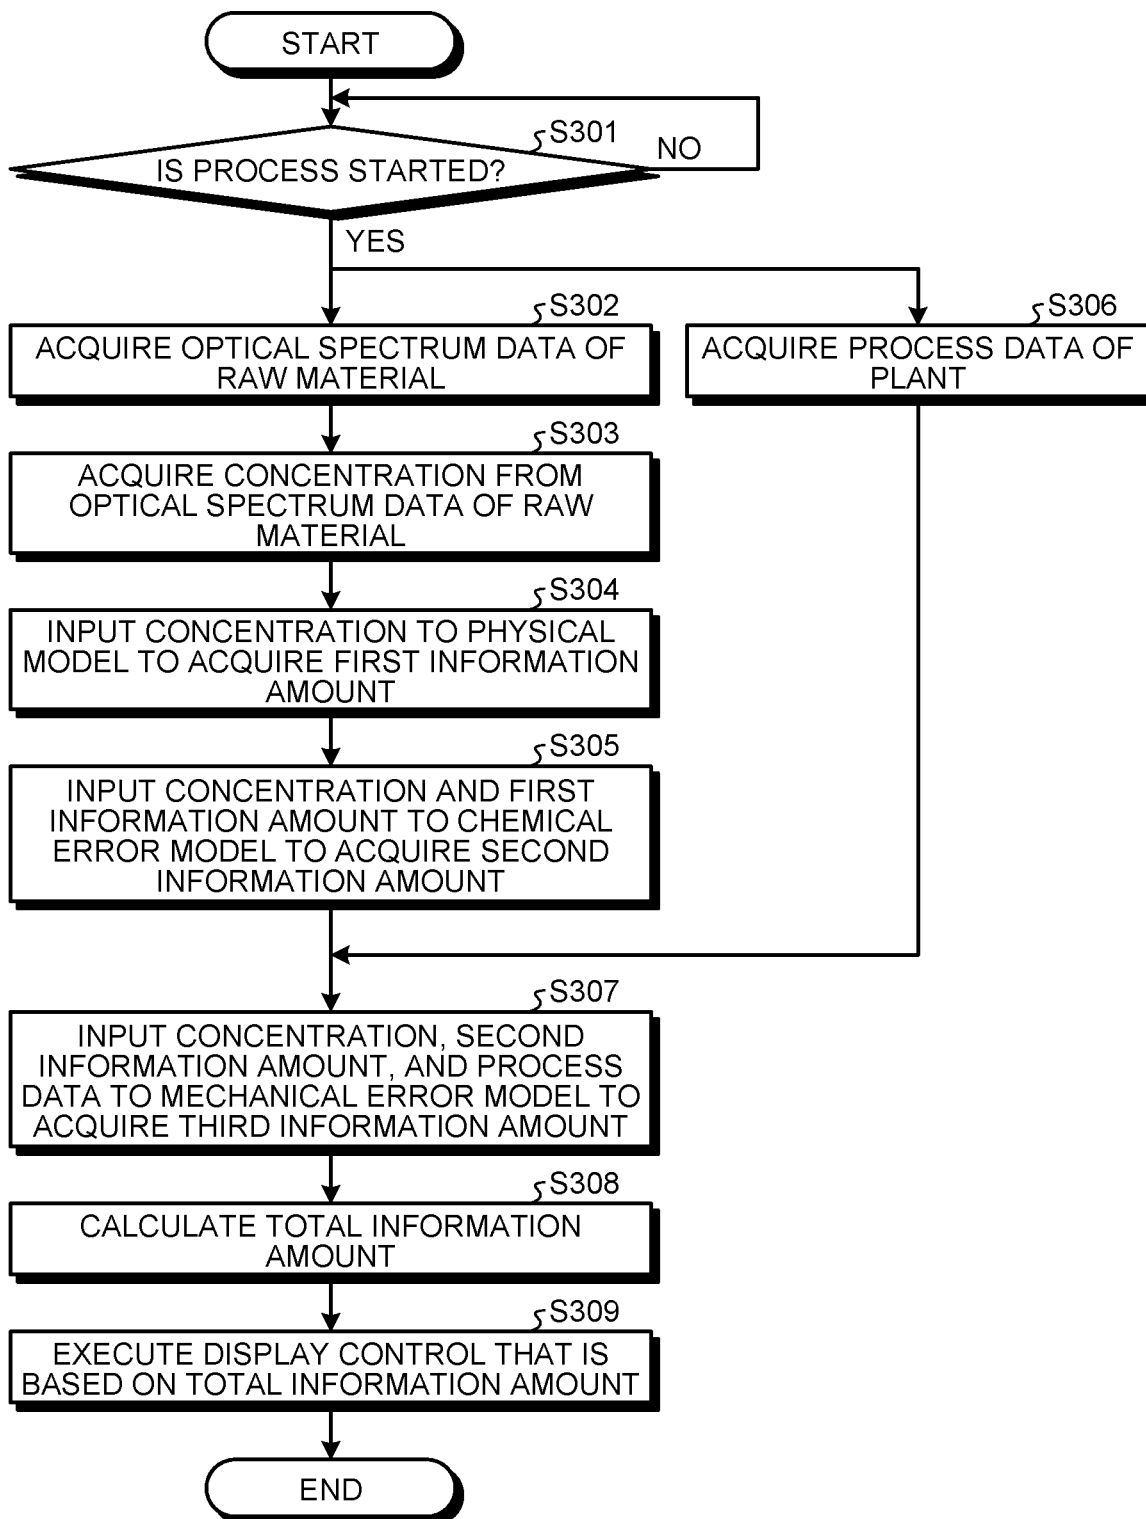 START
S301
IS PROCESS STARTED?
NO
YES
S302
ACQUIRE OPTICAL SPECTRUM DATA OF
RAW MATERIAL
S306
ACQUIRE PROCESS DATA OF
PLANT
S303
ACQUIRE CONCENTRATION FROM
OPTICAL SPECTRUM DATA OF RAW
MATERIAL
S304
INPUT CONCENTRATION TO PHYSICAL
MODEL TO ACQUIRE FIRST INFORMATION
AMOUNT
S305
INPUT CONCENTRATION AND FIRST
INFORMATION AMOUNT TO CHEMICAL
ERROR MODEL TO ACQUIRE SECOND
INFORMATION AMOUNT
S307
INPUT CONCENTRATION, SECOND
INFORMATION AMOUNT, AND PROCESS
DATA TO MECHANICAL ERROR MODEL TO
ACQUIRE THIRD INFORMATION AMOUNT
S308
CALCULATE TOTAL INFORMATION
AMOUNT
S309
EXECUTE DISPLAY CONTROL THAT IS
BASED ON TOTAL INFORMATION AMOUNT
END